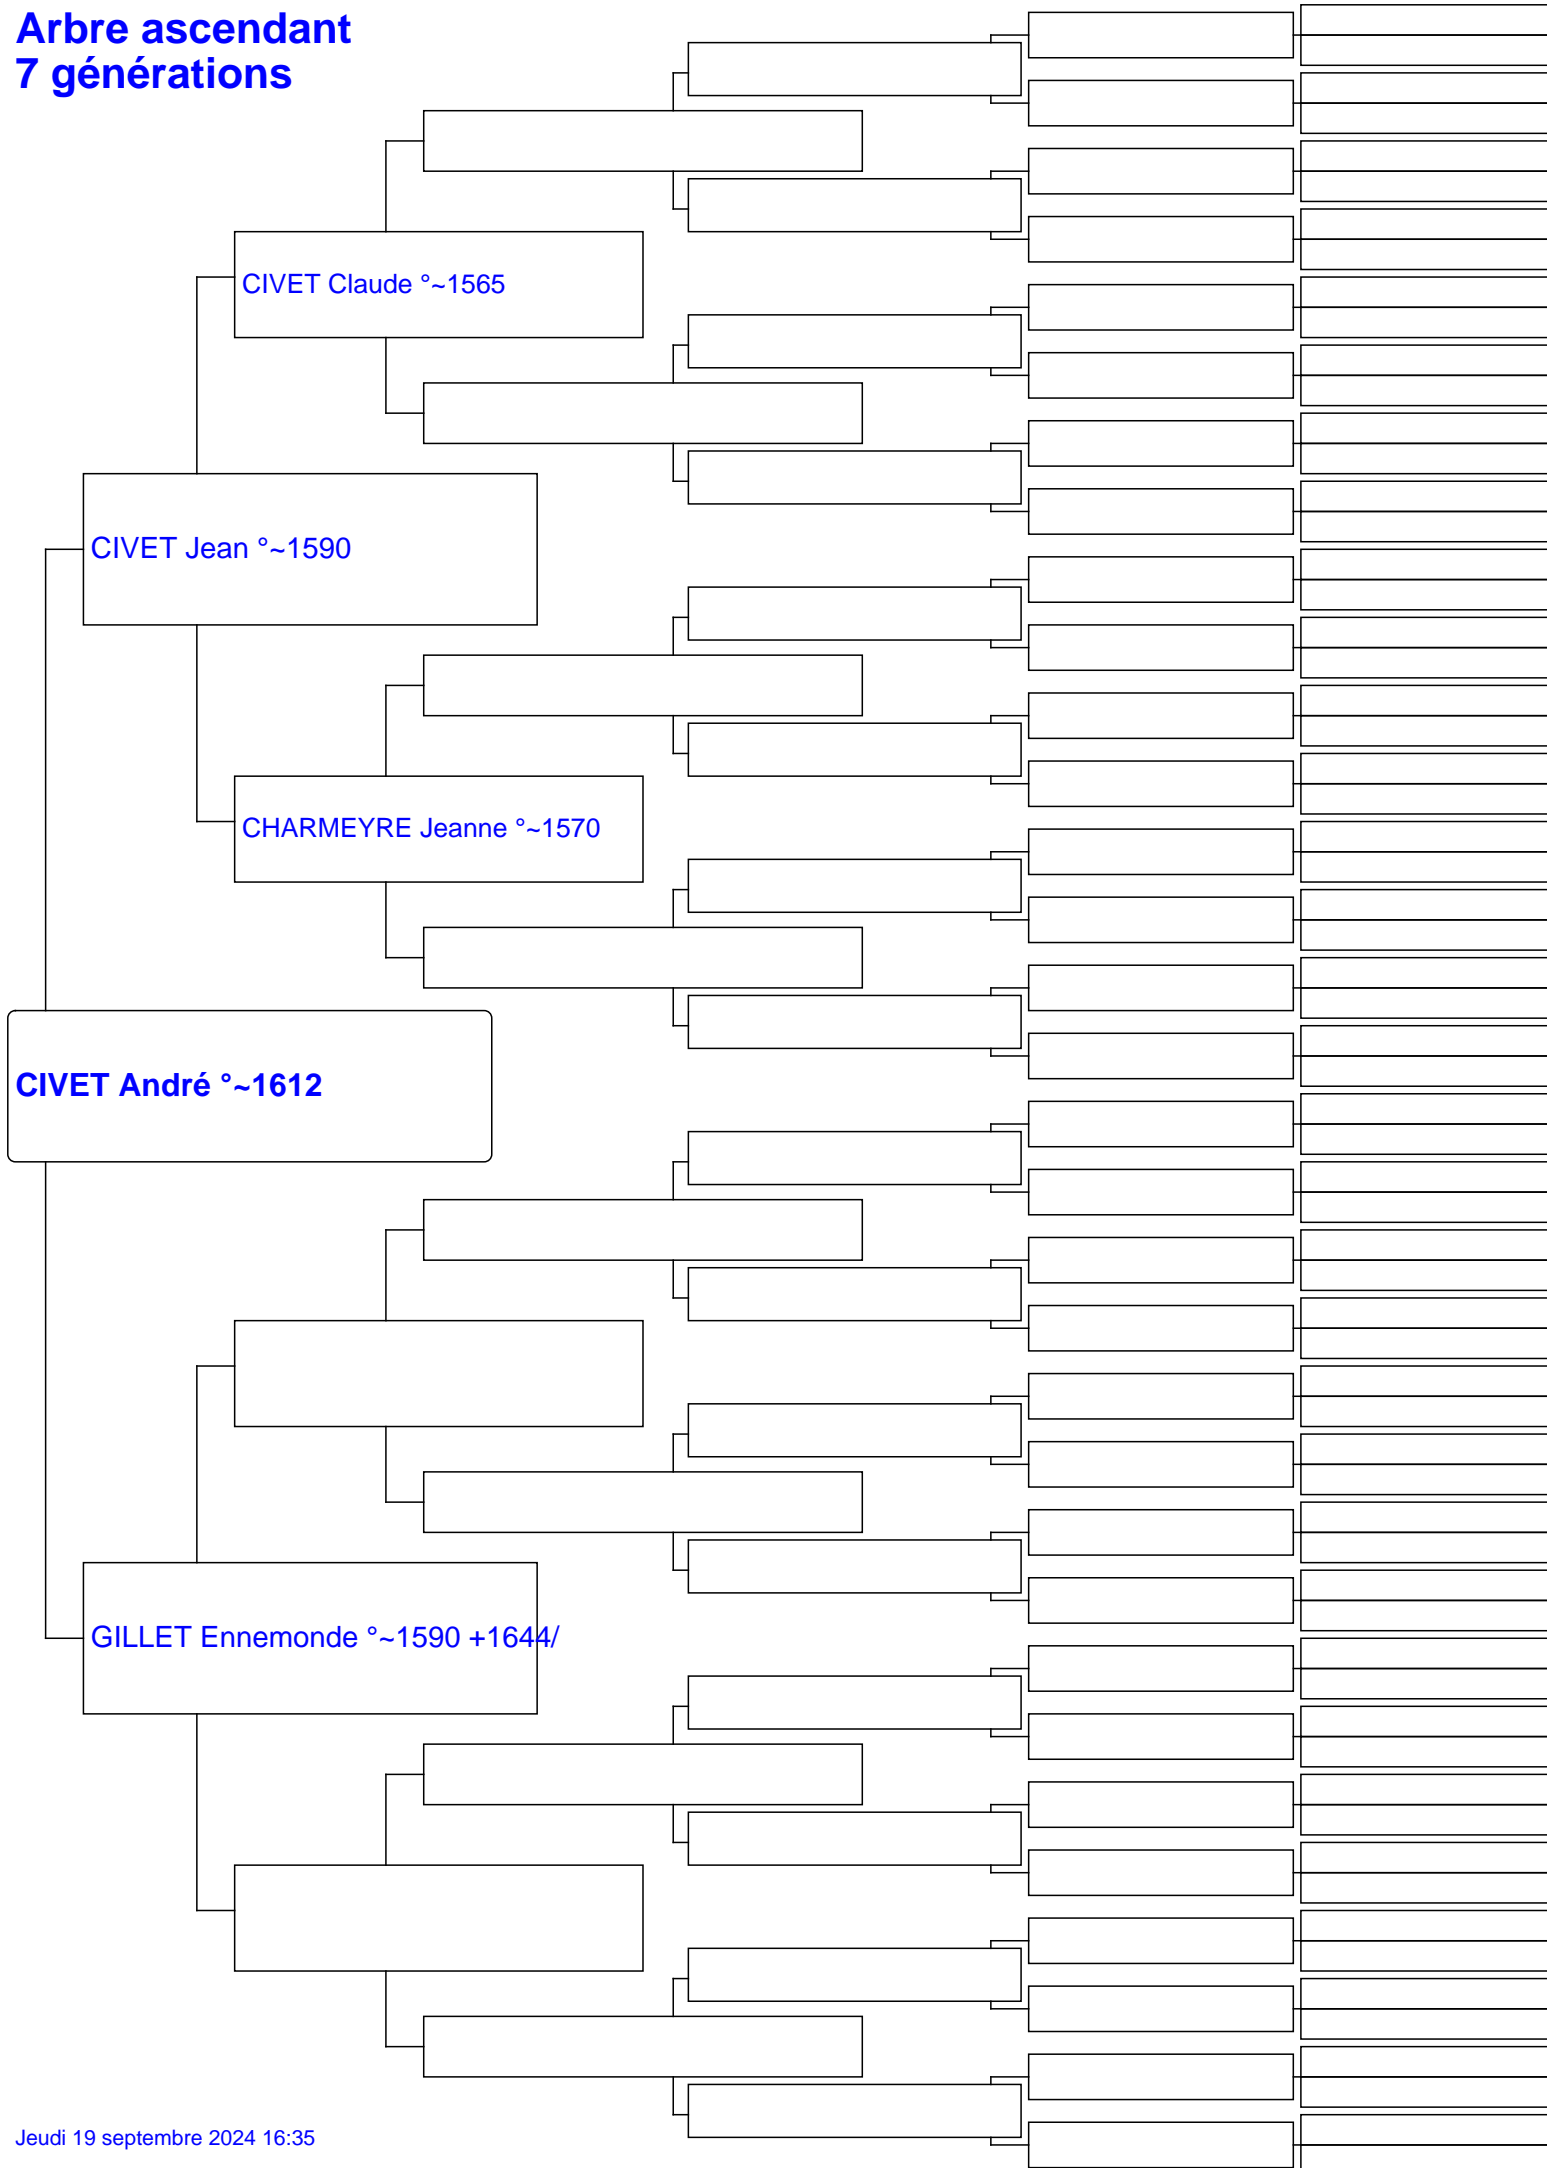 Arbre ascendant
7 générations
CIVET Claude °~1565
CIVET Jean °~1590
CHARMEYRE Jeanne °~1570
CIVET André °~1612
GILLET Ennemonde °~1590 +1644/
Jeudi 19 septembre 2024 16:35